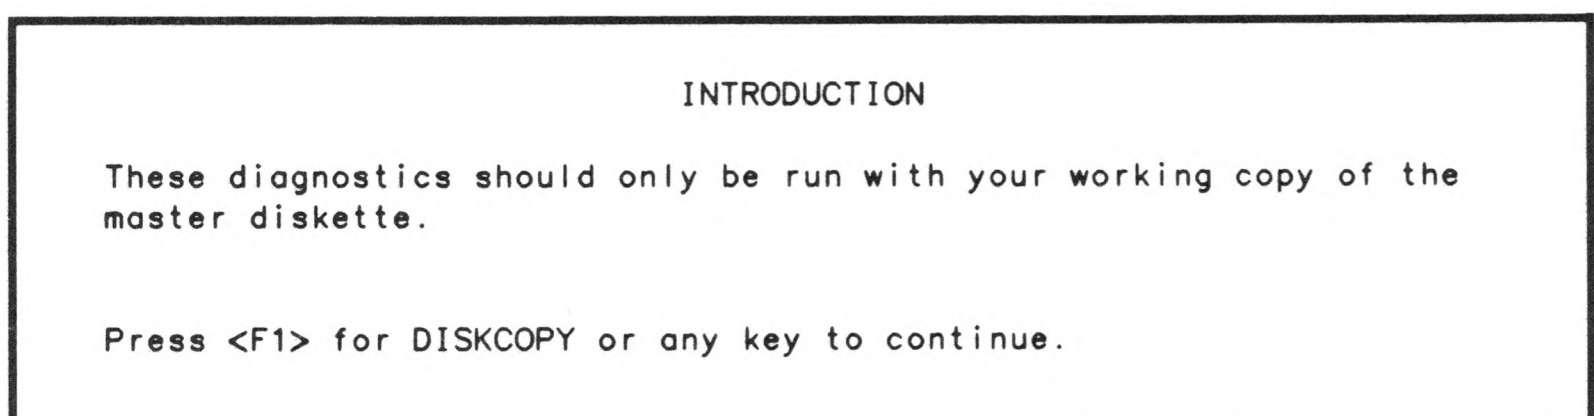 INTRODUCTION
These diagnostics should only be run with your working copy of the
master diskette.
Press <F1> for DISKCOPY or any key to continue.